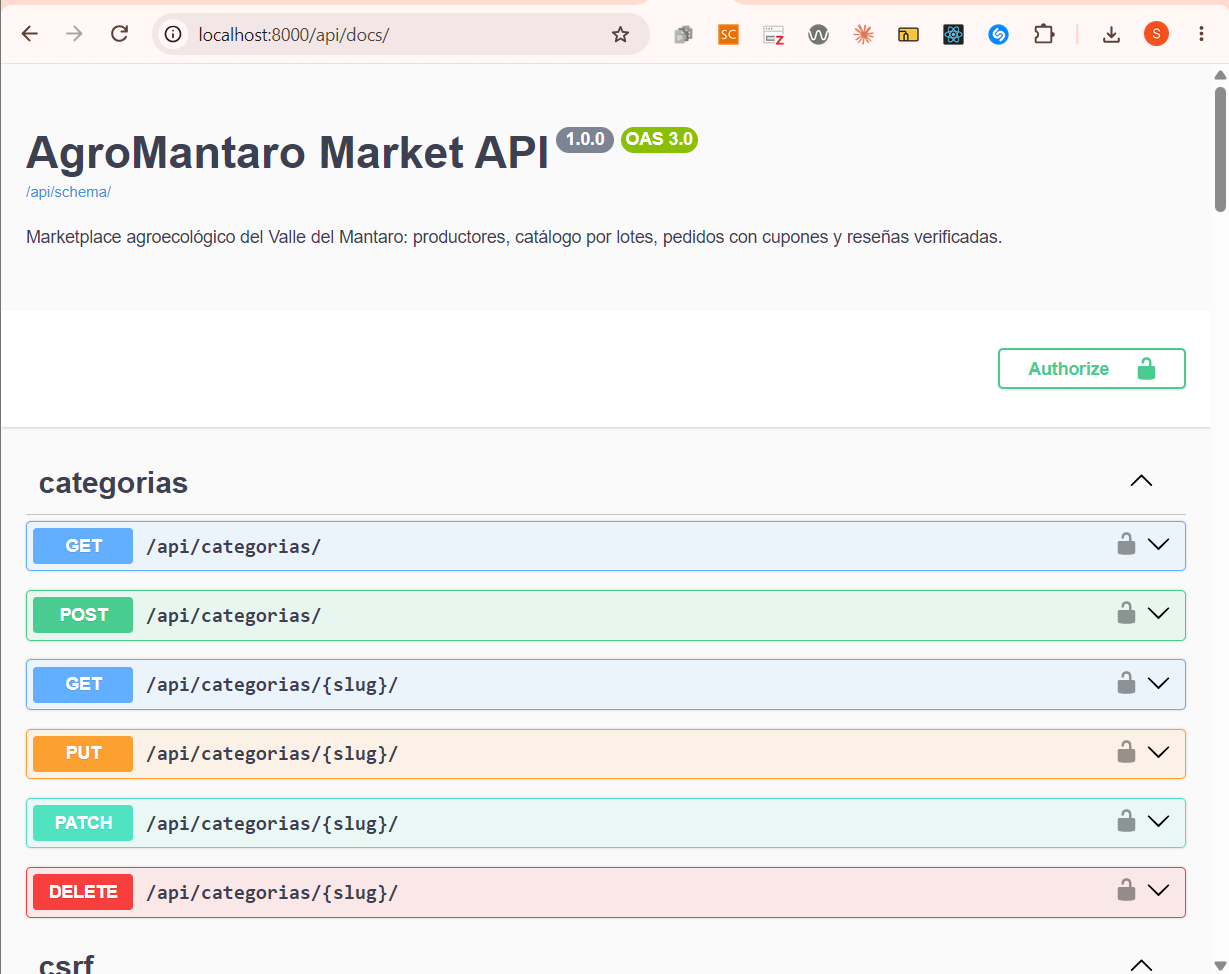 localhost:8000/api/docs/
SC
S
AgroMantaro Market API 1.0.0 OAS 3.0
/api/schema/
Marketplace agroecológico del Valle del Mantaro: productores, catálogo por lotes, pedidos con cupones y reseñas verificadas.
Authorize
categorias
GET /api/categorias/
POST /api/categorias/
GET /api/categorias/{slug}/
PUT /api/categorias/{slug}/
PATCH /api/categorias/{slug}/
DELETE /api/categorias/{slug}/
csrf